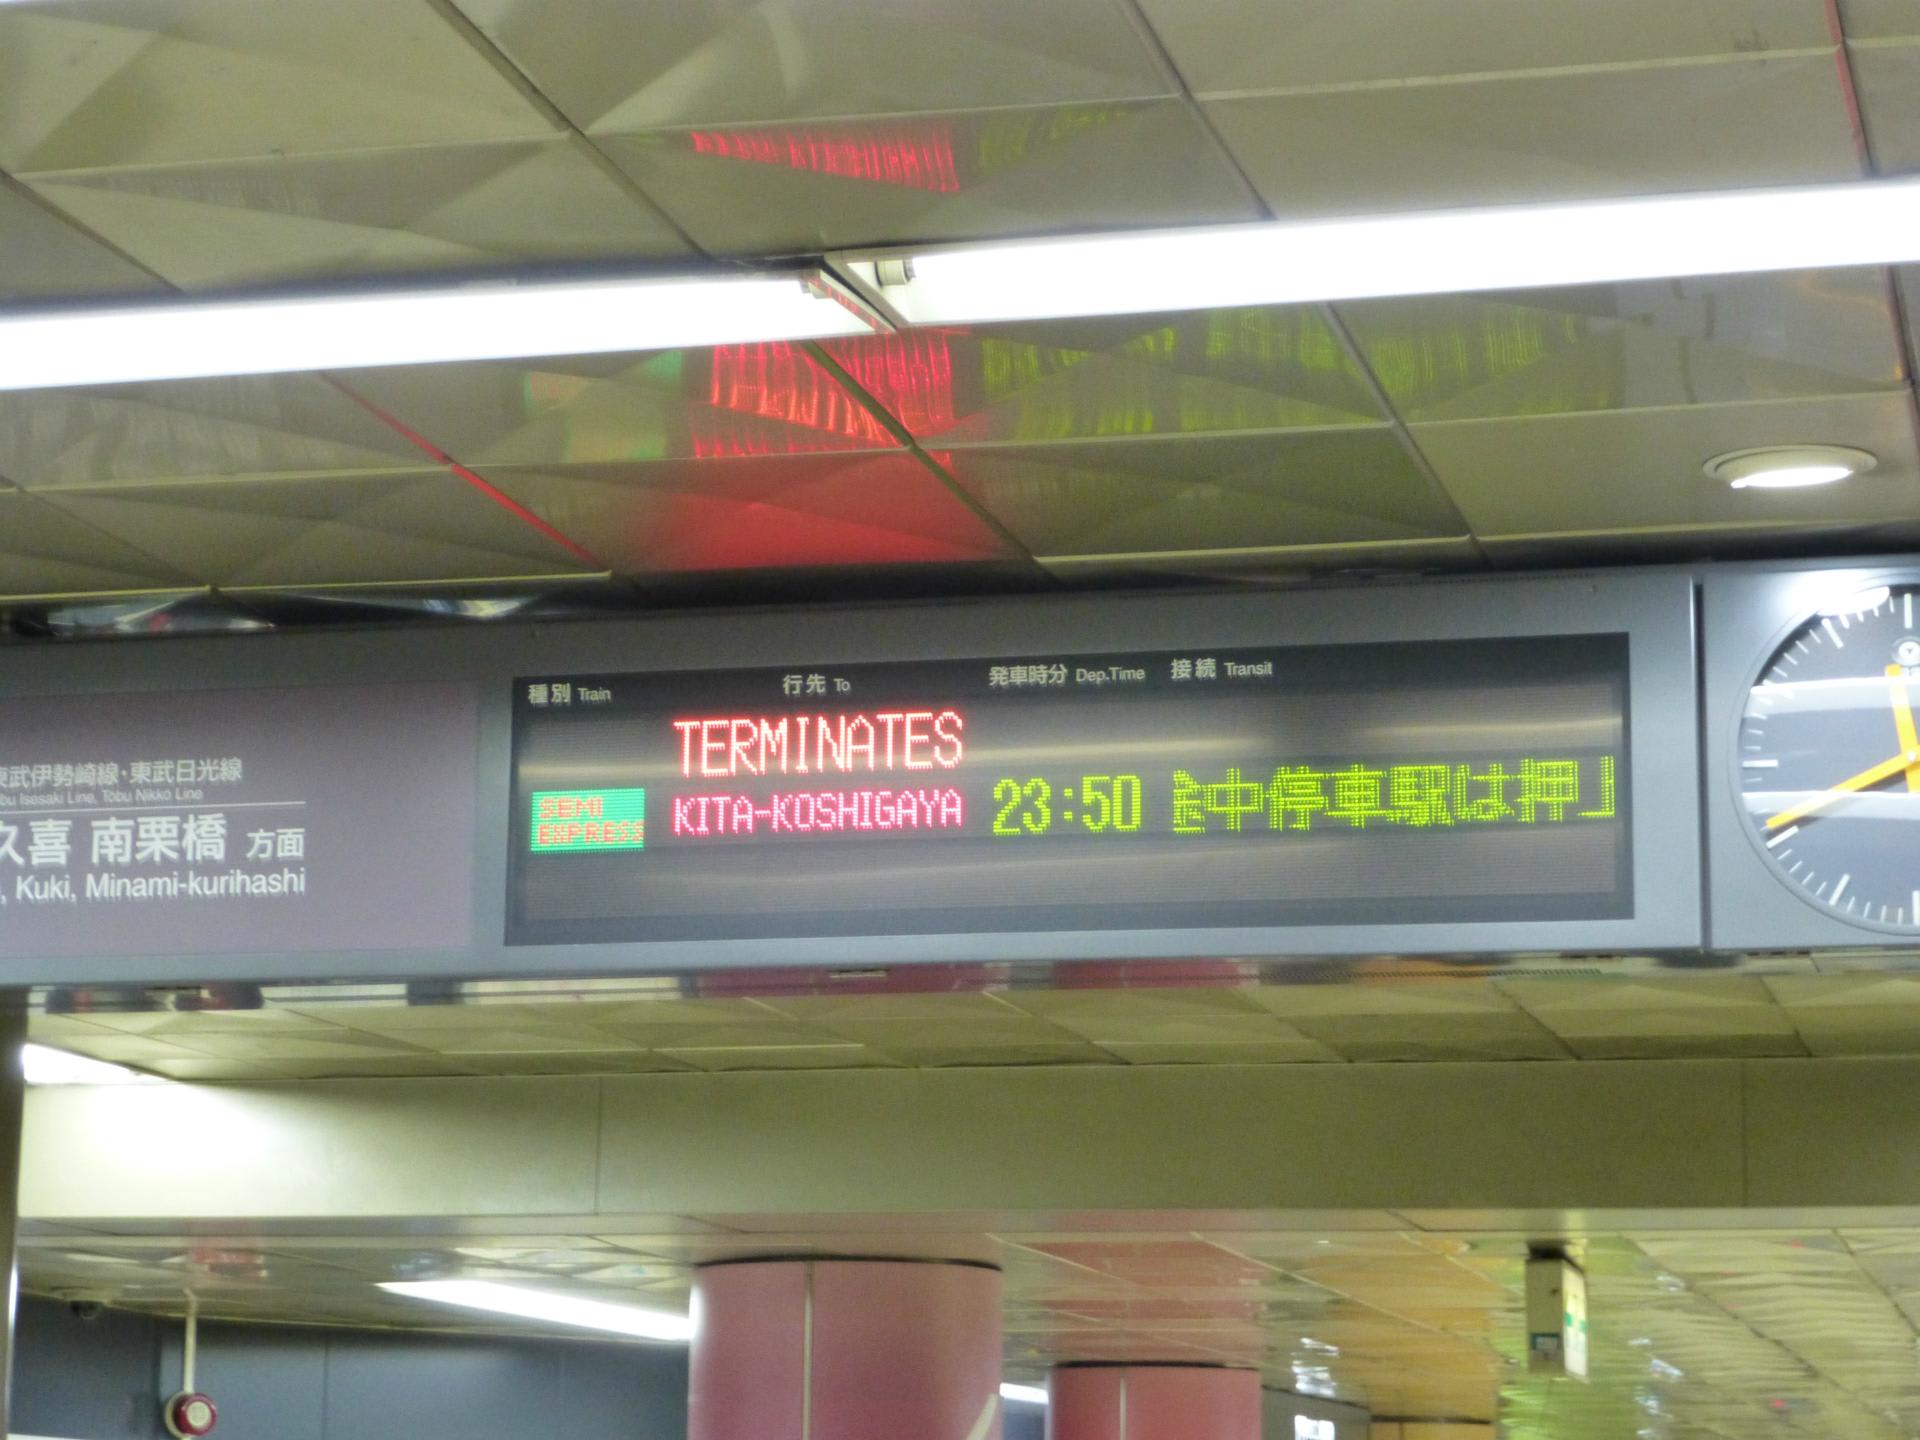 東武伊勢崎線・東武日光線
Isesaki Line, Tobu Nikko Line
久喜 南栗橋 方面
Kuki, Minami-kurihashi
種別 Train 行先 To 発車時分 Dep.Time 接続 Transit
TERMINATES
SEMI EXPRESS KITA-KOSHIGAYA 23:50 途中停車駅は押